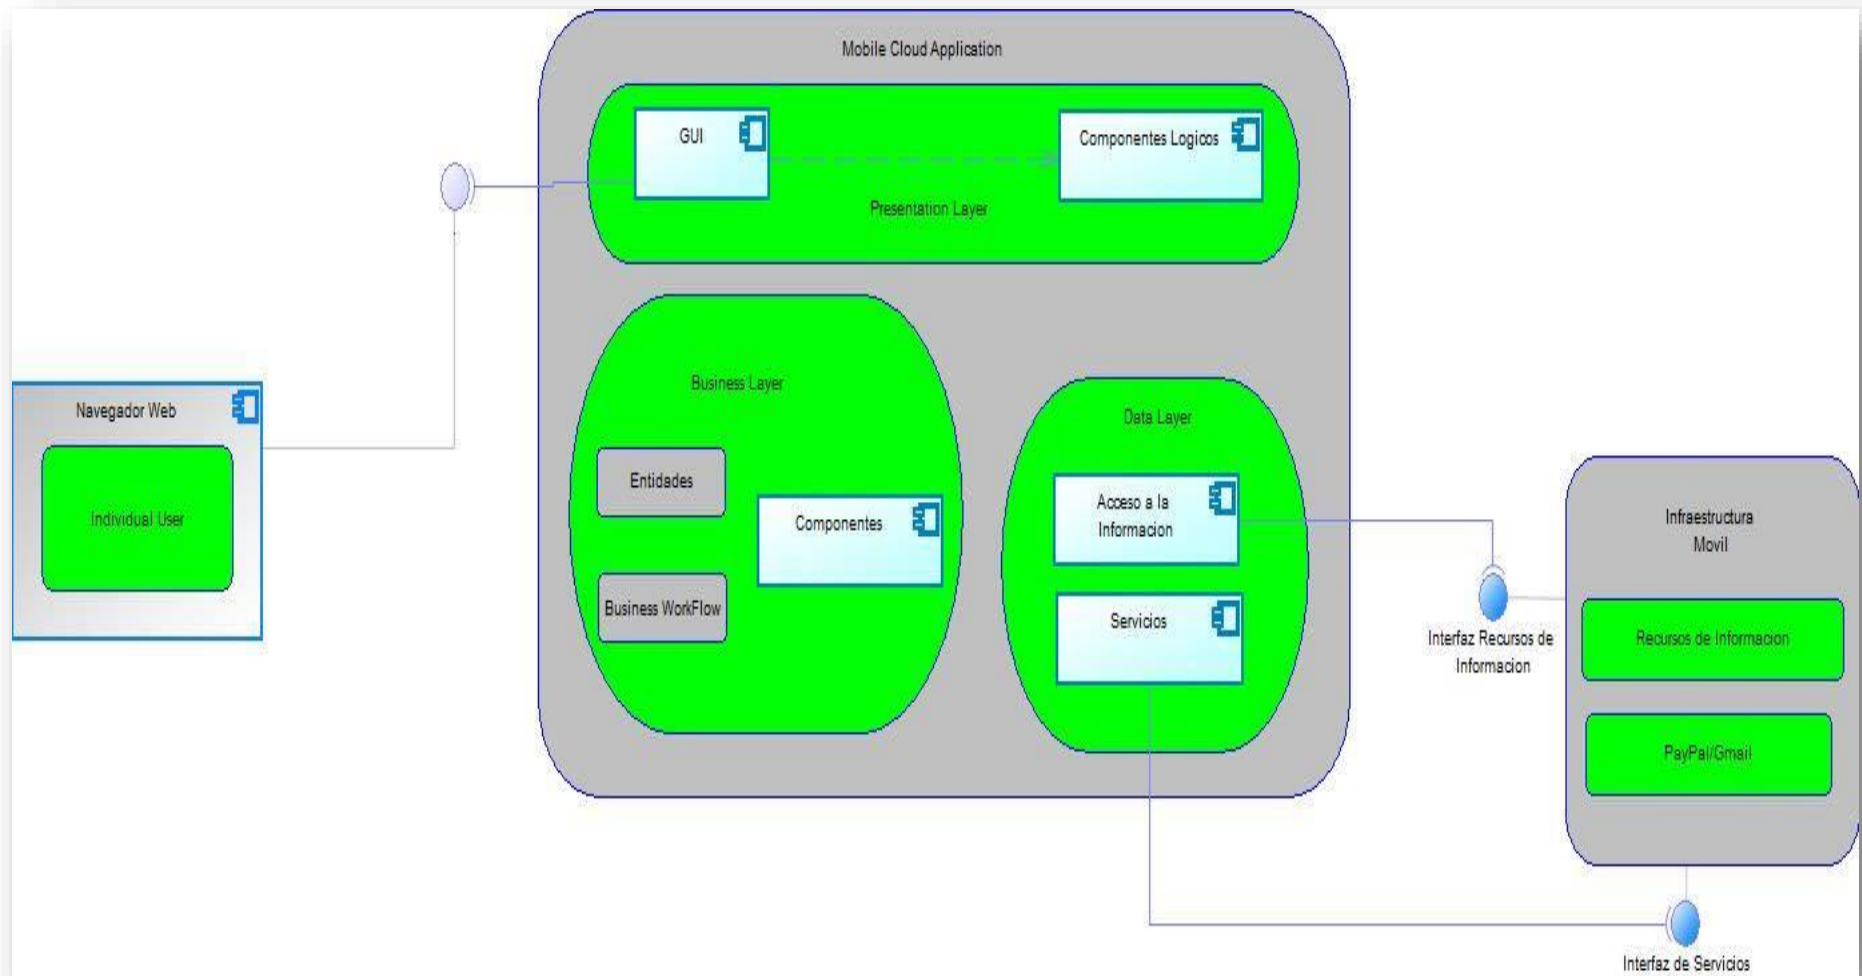 Mobile Cloud Application
GUI
Componentes Logicos
Presentation Layer
Navegador Web
Individual User
Business Layer
Entidades
Componentes
Business WorkFlow
Data Layer
Acceso a la
Informacion
Servicios
Interfaz Recursos de
Informacion
Infraestructura
Movil
Recursos de Informacion
PayPal/Gmail
Interfaz de Servicios